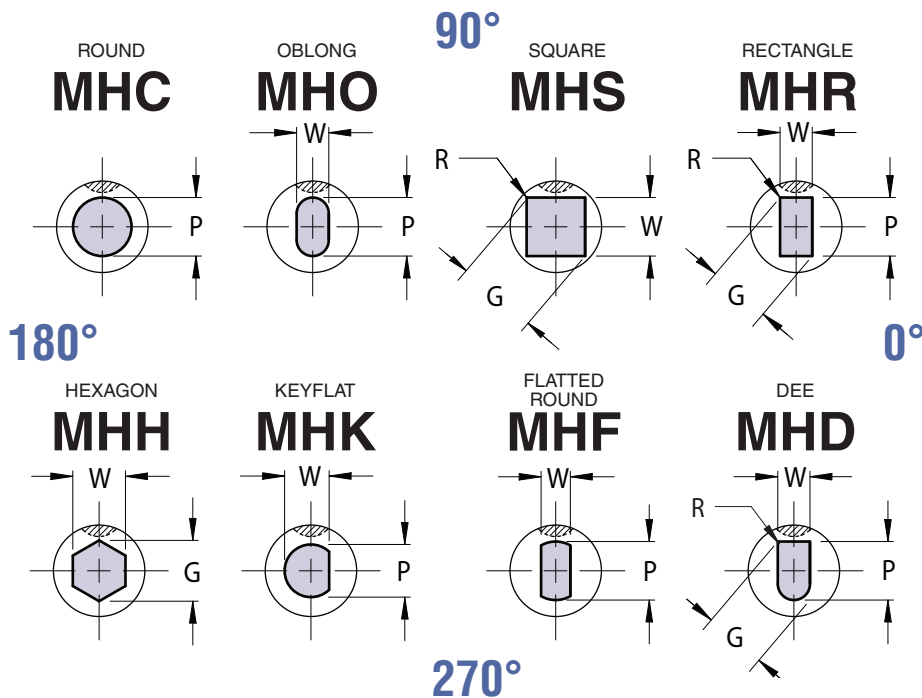 90°
ROUND
MHC
P
OBLONG
MHO
W
P
SQUARE
MHS
R
W
G
RECTANGLE
MHR
W
R
P
G
180°
0°
HEXAGON
MHH
W
G
KEYFLAT
MHK
W
P
FLATTED
ROUND
MHF
W
P
DEE
MHD
W
R
P
G
270°